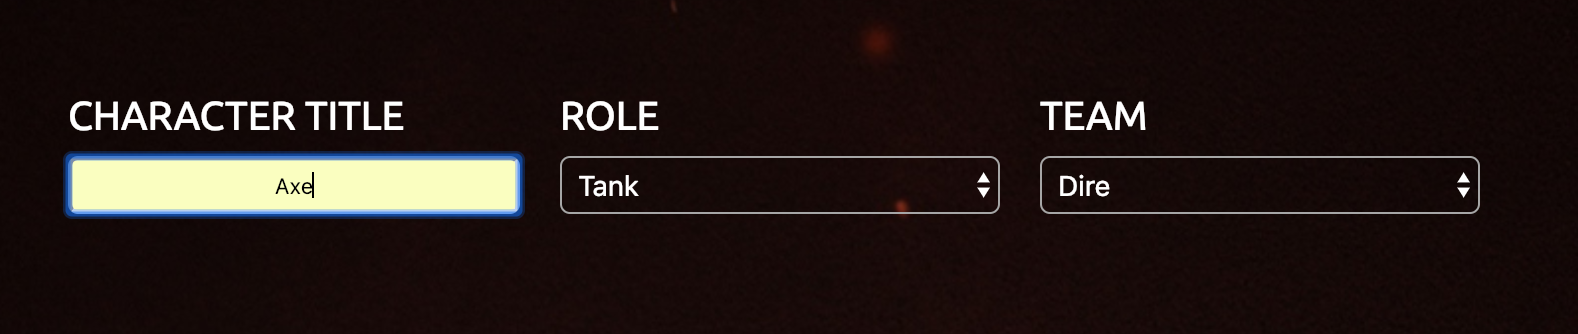 CHARACTER TITLE ROLE TEAM
Axe Tank Dire